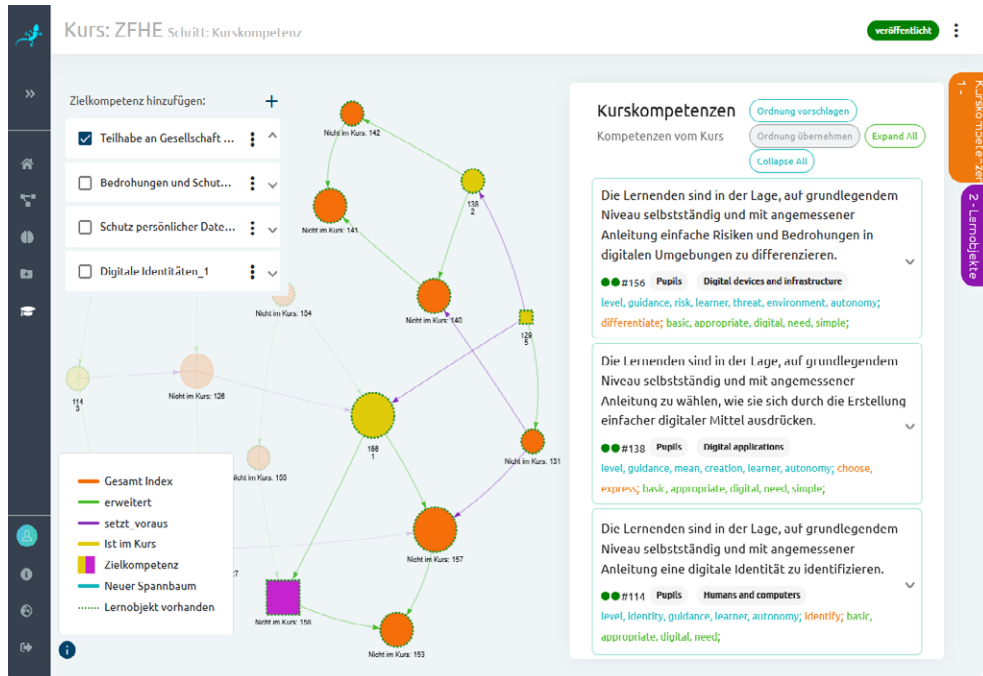 Kurs: ZFHE Schritt: Kurskompetenz
veröffentlicht
Zielkompetenz hinzufügen:
Teilhabe an Gesellschaft ...
Bedrohungen und Schut...
Schutz persönlicher Date...
Digitale Identitäten_1
Nicht im Kurs: 142
138
2
Nicht im Kurs: 141
Nicht im Kurs: 154
Nicht im Kurs: 140
129
5
114
3
Nicht im Kurs: 126
156
1
Nicht im Kurs: 131
Nicht im Kurs: 155
Nicht im Kurs: 157
Nicht im Kurs: 158
Nicht im Kurs: 153
Gesamt Index
erweitert
setzt_voraus
Ist im Kurs
Zielkompetenz
Neuer Spannbaum
Lernobjekt vorhanden
Kurskompetenzen
Ordnung vorschlagen
Kompetenzen vom Kurs
Ordnung übernehmen
Expand All
Collapse All
Die Lernenden sind in der Lage, auf grundlegendem
Niveau selbstständig und mit angemessener
Anleitung einfache Risiken und Bedrohungen in
digitalen Umgebungen zu differenzieren.
#156 Pupils Digital devices and infrastructure
level, guidance, risk, learner, threat, environment, autonomy;
differentiate; basic, appropriate, digital, need, simple;
Die Lernenden sind in der Lage, auf grundlegendem
Niveau selbstständig und mit angemessener
Anleitung zu wählen, wie sie sich durch die Erstellung
einfacher digitaler Mittel ausdrücken.
#138 Pupils Digital applications
level, guidance, mean, creation, learner, autonomy; choose,
express; basic, appropriate, digital, need, simple;
Die Lernenden sind in der Lage, auf grundlegendem
Niveau selbstständig und mit angemessener
Anleitung eine digitale Identität zu identifizieren.
#114 Pupils Humans and computers
level, identity, guidance, learner, autonomy; identify; basic,
appropriate, digital, need;
1 - Kurskompetenzen
2 - Lernobjekte